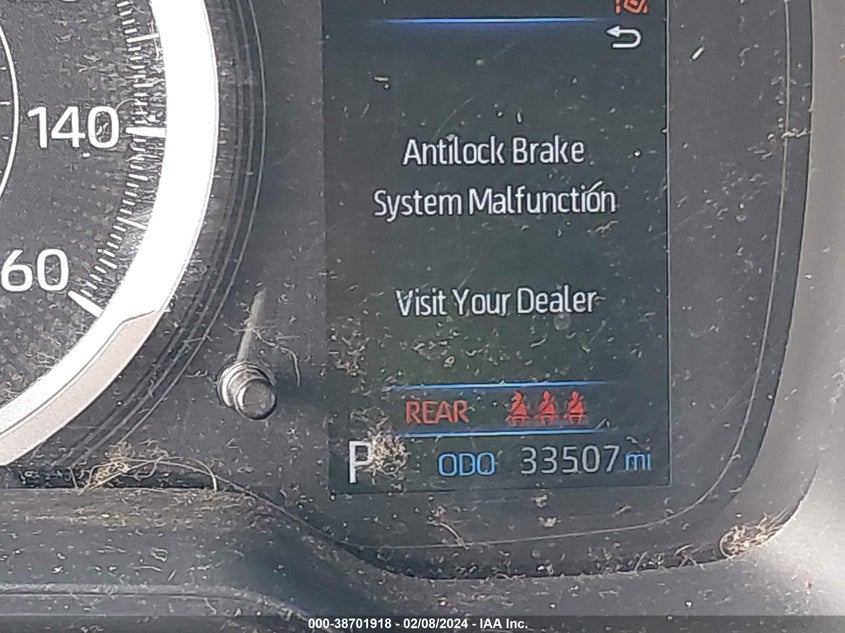 140
60
Antilock Brake
System Malfunction
Visit Your Dealer
REAR
P
ODO 33507 mi
000-38701918 - 02/08/2024 - IAA Inc.